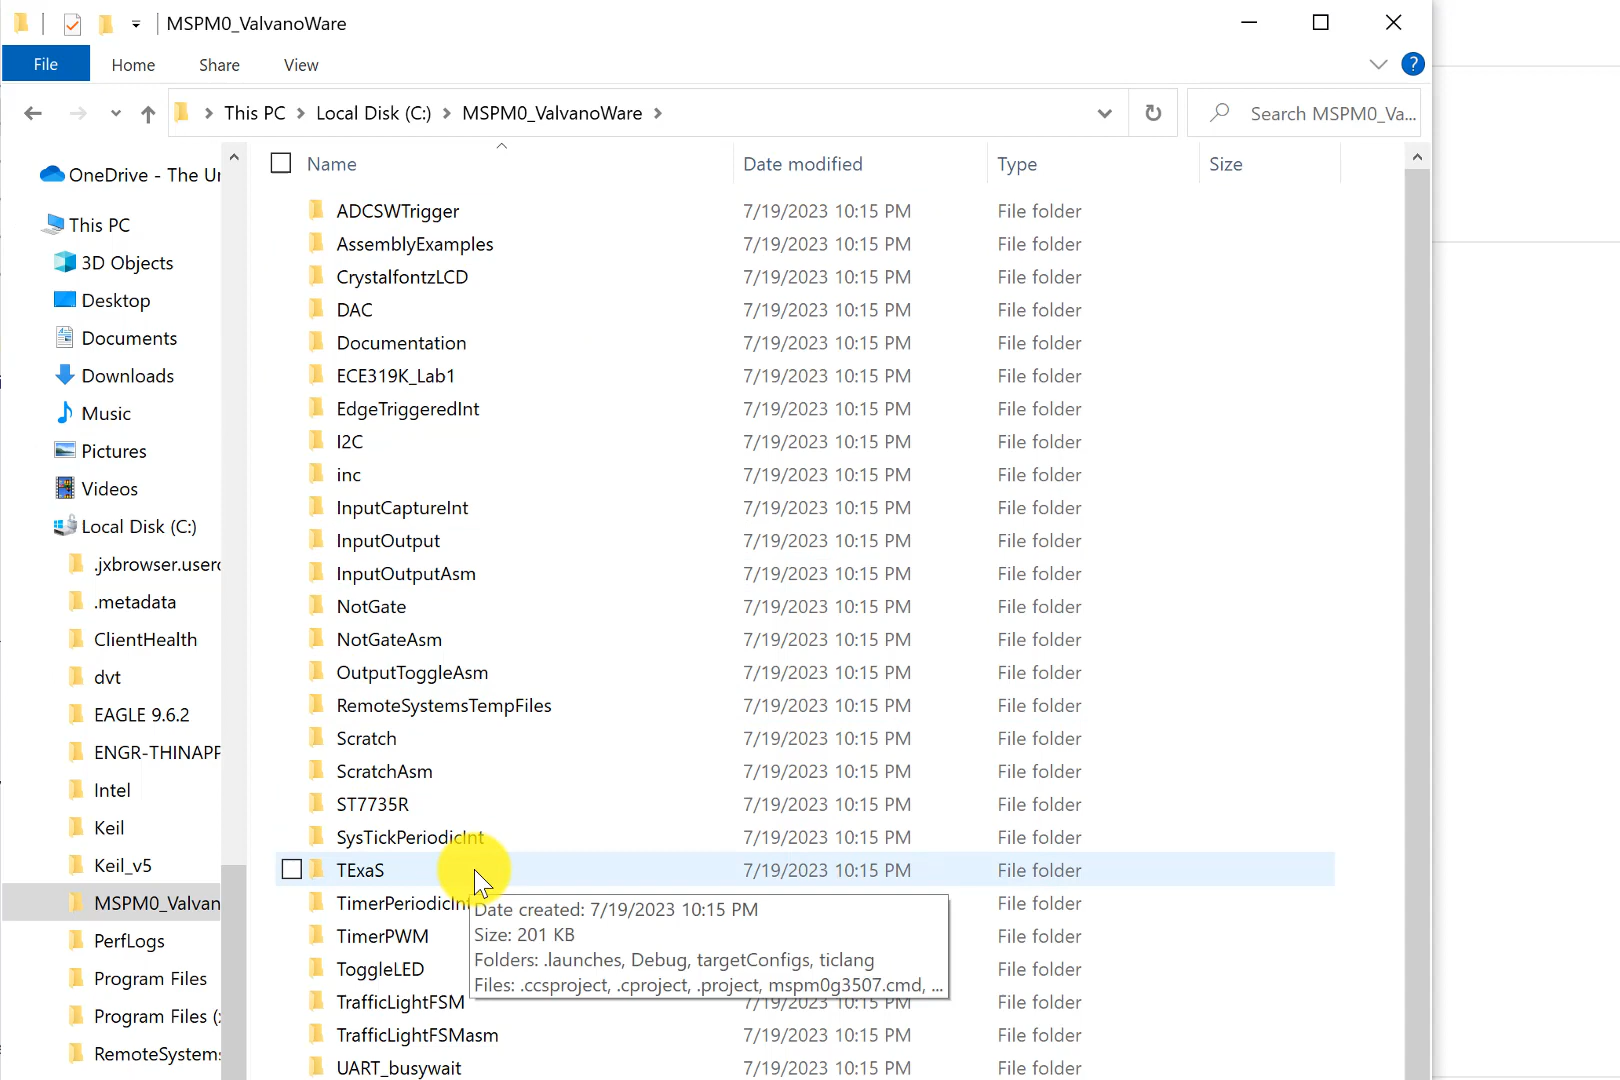 MSPM0_ValvanoWare
File Home Share View
?
This PC Local Disk (C:) MSPM0_ValvanoWare
Search MSPM0_Va...
OneDrive - The Ur
This PC
3D Objects
Desktop
Documents
Downloads
Music
Pictures
Videos
Local Disk (C:)
.jxbrowser.userc
.metadata
ClientHealth
dvt
EAGLE 9.6.2
ENGR-THINAPP
Intel
Keil
Keil_v5
MSPM0_Valvan
PerfLogs
Program Files
Program Files (
RemoteSystems
Name Date modified Type Size
ADCSWTrigger 7/19/2023 10:15 PM File folder
AssemblyExamples 7/19/2023 10:15 PM File folder
CrystalfontzLCD 7/19/2023 10:15 PM File folder
DAC 7/19/2023 10:15 PM File folder
Documentation 7/19/2023 10:15 PM File folder
ECE319K_Lab1 7/19/2023 10:15 PM File folder
EdgeTriggeredInt 7/19/2023 10:15 PM File folder
I2C 7/19/2023 10:15 PM File folder
inc 7/19/2023 10:15 PM File folder
InputCaptureInt 7/19/2023 10:15 PM File folder
InputOutput 7/19/2023 10:15 PM File folder
InputOutputAsm 7/19/2023 10:15 PM File folder
NotGate 7/19/2023 10:15 PM File folder
NotGateAsm 7/19/2023 10:15 PM File folder
OutputToggleAsm 7/19/2023 10:15 PM File folder
RemoteSystemsTempFiles 7/19/2023 10:15 PM File folder
Scratch 7/19/2023 10:15 PM File folder
ScratchAsm 7/19/2023 10:15 PM File folder
ST7735R 7/19/2023 10:15 PM File folder
SysTickPeriodicInt 7/19/2023 10:15 PM File folder
TExaS 7/19/2023 10:15 PM File folder
TimerPeriodicInt
Date created: 7/19/2023 10:15 PM
Size: 201 KB
Folders: .launches, Debug, targetConfigs, ticlang
Files: .ccsproject, .cproject, .project, mspm0g3507.cmd, ...
File folder
TimerPWM File folder
ToggleLED File folder
TrafficLightFSM 7/19/2023 10:15 PM File folder
TrafficLightFSMasm 7/19/2023 10:15 PM File folder
UART_busywait 7/19/2023 10:15 PM File folder